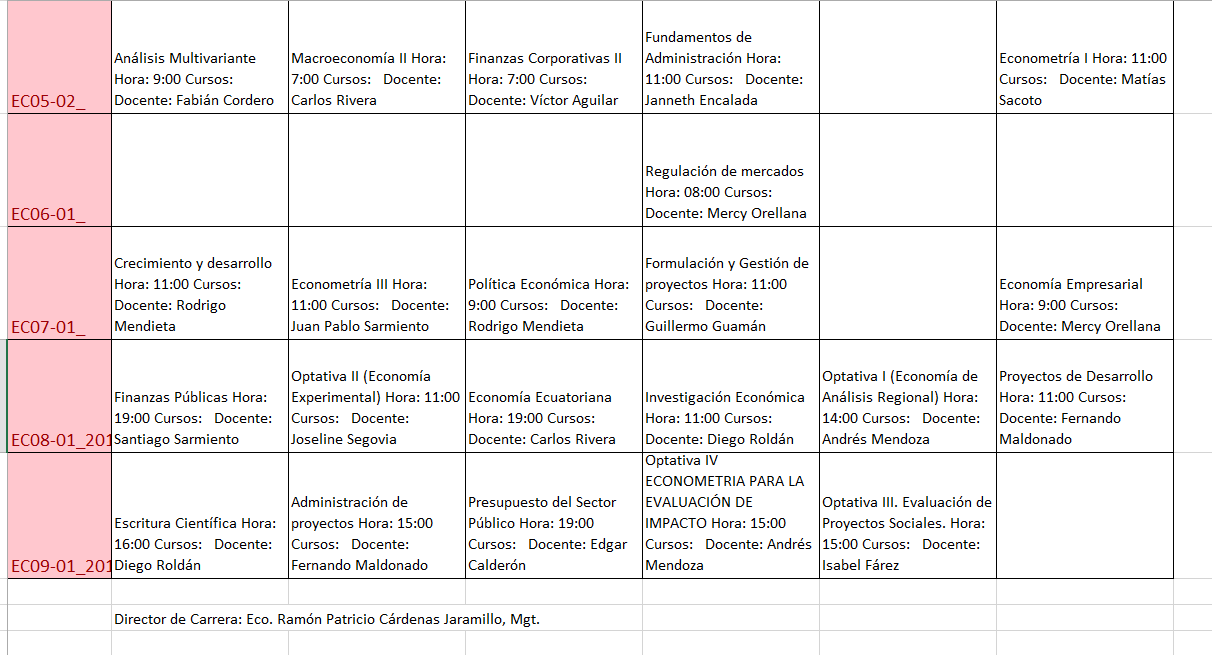 EC05-02_
Análisis Multivariante
Hora: 9:00 Cursos:
Docente: Fabián Cordero
Macroeconomía II Hora:
7:00 Cursos:   Docente:
Carlos Rivera
Finanzas Corporativas II
Hora: 7:00 Cursos:
Docente: Víctor Aguilar
Fundamentos de
Administración Hora:
11:00 Cursos:   Docente:
Janneth Encalada
Econometría I Hora: 11:00
Cursos:   Docente: Matías
Sacoto
EC06-01_
Regulación de mercados
Hora: 08:00 Cursos:
Docente: Mercy Orellana
EC07-01_
Crecimiento y desarrollo
Hora: 11:00 Cursos:
Docente: Rodrigo
Mendieta
Econometría III Hora:
11:00 Cursos:   Docente:
Juan Pablo Sarmiento
Política Económica Hora:
9:00 Cursos:   Docente:
Rodrigo Mendieta
Formulación y Gestión de
proyectos Hora: 11:00
Cursos:   Docente:
Guillermo Guamán
Economía Empresarial
Hora: 9:00 Cursos:
Docente: Mercy Orellana
EC08-01_201
Finanzas Públicas Hora:
19:00 Cursos:   Docente:
Santiago Sarmiento
Optativa II (Economía
Experimental) Hora: 11:00
Cursos:   Docente:
Joseline Segovia
Economía Ecuatoriana
Hora: 19:00 Cursos:
Docente: Carlos Rivera
Investigación Económica
Hora: 11:00 Cursos:
Docente: Diego Roldán
Optativa I (Economía de
Análisis Regional) Hora:
14:00 Cursos:   Docente:
Andrés Mendoza
Proyectos de Desarrollo
Hora: 11:00 Cursos:
Docente: Fernando
Maldonado
EC09-01_201
Escritura Científica Hora:
16:00 Cursos:   Docente:
Diego Roldán
Administración de
proyectos Hora: 15:00
Cursos:   Docente:
Fernando Maldonado
Presupuesto del Sector
Público Hora: 19:00
Cursos:   Docente: Edgar
Calderón
Optativa IV
ECONOMETRIA PARA LA
EVALUACIÓN DE
IMPACTO Hora: 15:00
Cursos:   Docente: Andrés
Mendoza
Optativa III. Evaluación de
Proyectos Sociales. Hora:
15:00 Cursos:   Docente:
Isabel Fárez
Director de Carrera: Eco. Ramón Patricio Cárdenas Jaramillo, Mgt.